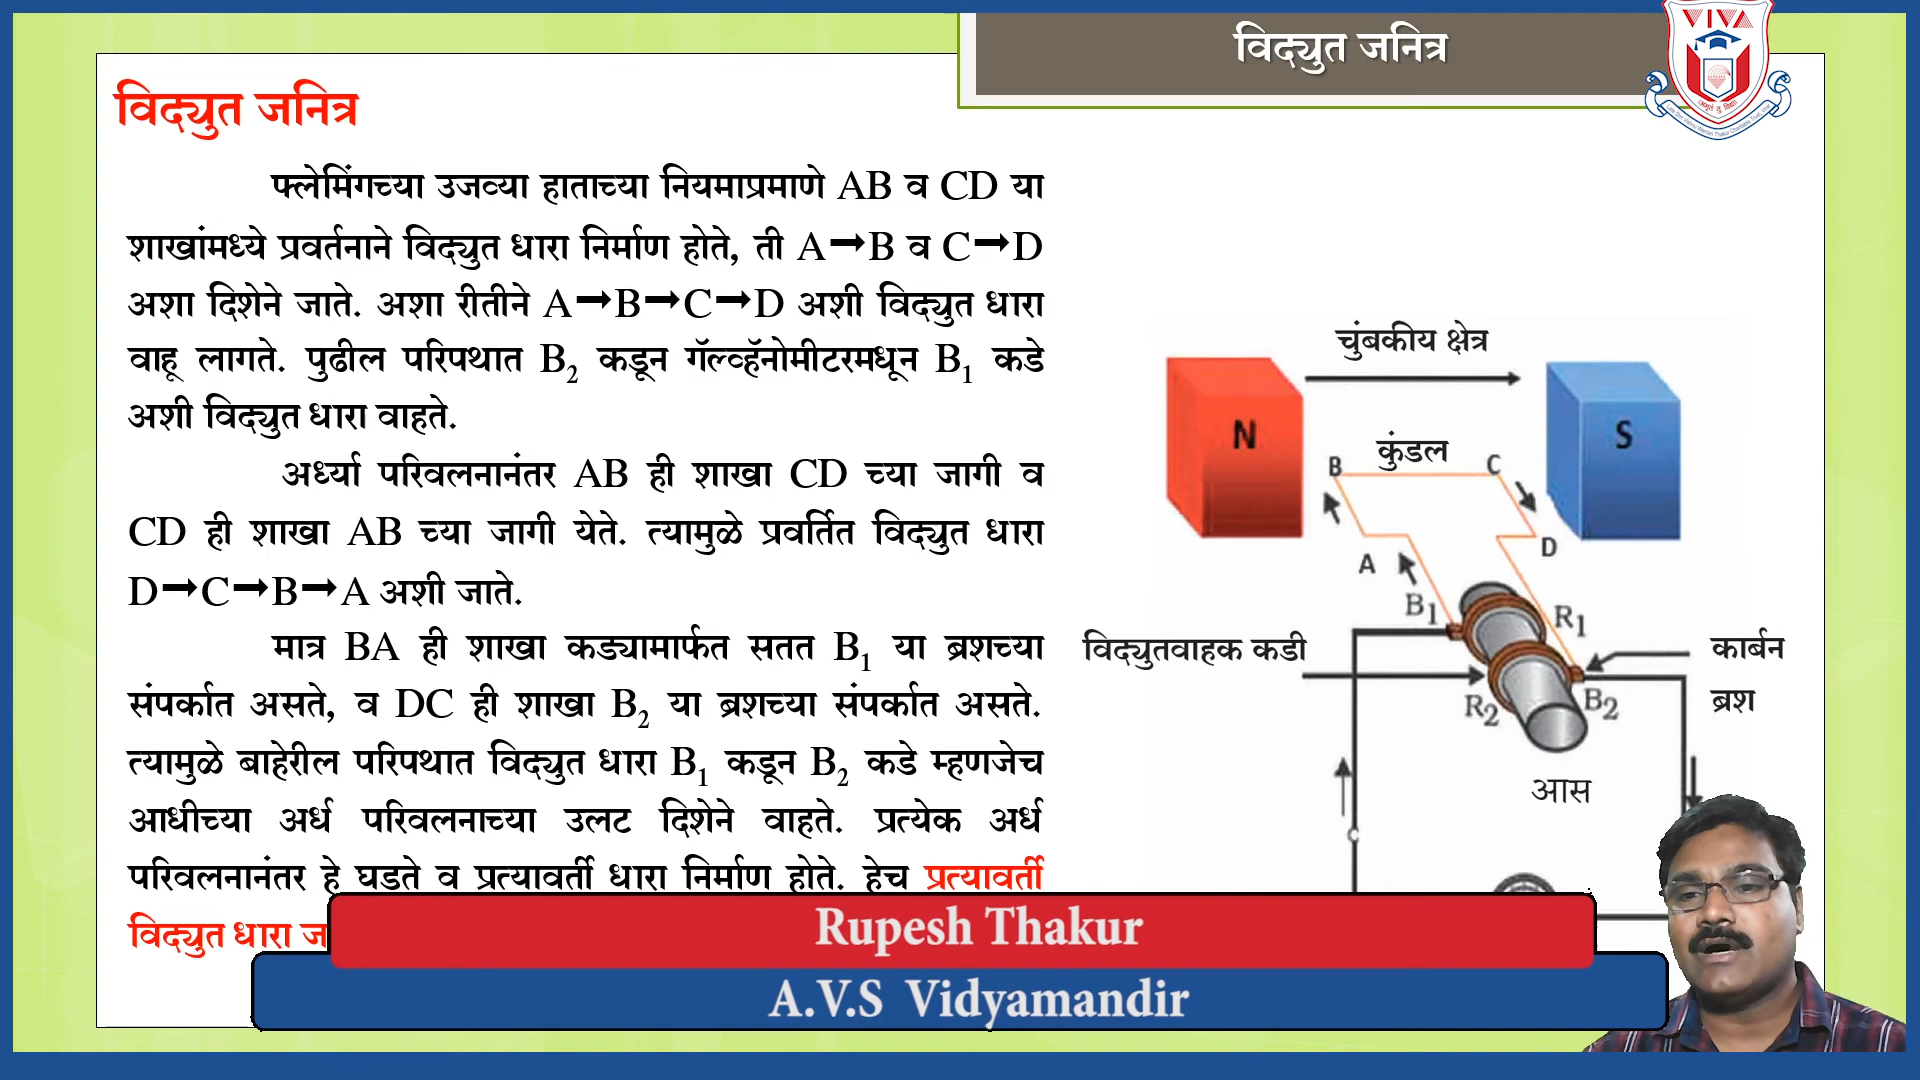 विद्युत जनित्र
VIVA
विद्युत जनित्र
फ्लेमिंगच्या उजव्या हाताच्या नियमाप्रमाणे AB व CD या
शाखांमध्ये प्रवर्तनाने विद्युत धारा निर्माण होते, ती A➞B व C➞D
अशा दिशेने जाते. अशा रीतीने A➞B➞C➞D अशी विद्युत धारा
वाहू लागते. पुढील परिपथात B₂ कडून गॅल्व्हॅनोमीटरमधून B₁ कडे
अशी विद्युत धारा वाहते.
अर्ध्या परिवलनानंतर AB ही शाखा CD च्या जागी व
CD ही शाखा AB च्या जागी येते. त्यामुळे प्रवर्तित विद्युत धारा
D➞C➞B➞A अशी जाते.
मात्र BA ही शाखा कड्यामार्फत सतत B₁ या ब्रशच्या
संपर्कात असते, व DC ही शाखा B₂ या ब्रशच्या संपर्कात असते.
त्यामुळे बाहेरील परिपथात विद्युत धारा B₁ कडून B₂ कडे म्हणजेच
आधीच्या अर्ध परिवलनाच्या उलट दिशेने वाहते. प्रत्येक अर्ध
परिवलनानंतर हे घडते व प्रत्यावर्ती धारा निर्माण होते. हेच प्रत्यावर्ती
विद्युत धारा ज
चुंबकीय क्षेत्र
N
S
कुंडल
B
C
A
D
B₁
R₁
विद्युतवाहक कडी
कार्बन
ब्रश
R₂
B₂
आस
Rupesh Thakur
A.V.S Vidyamandir